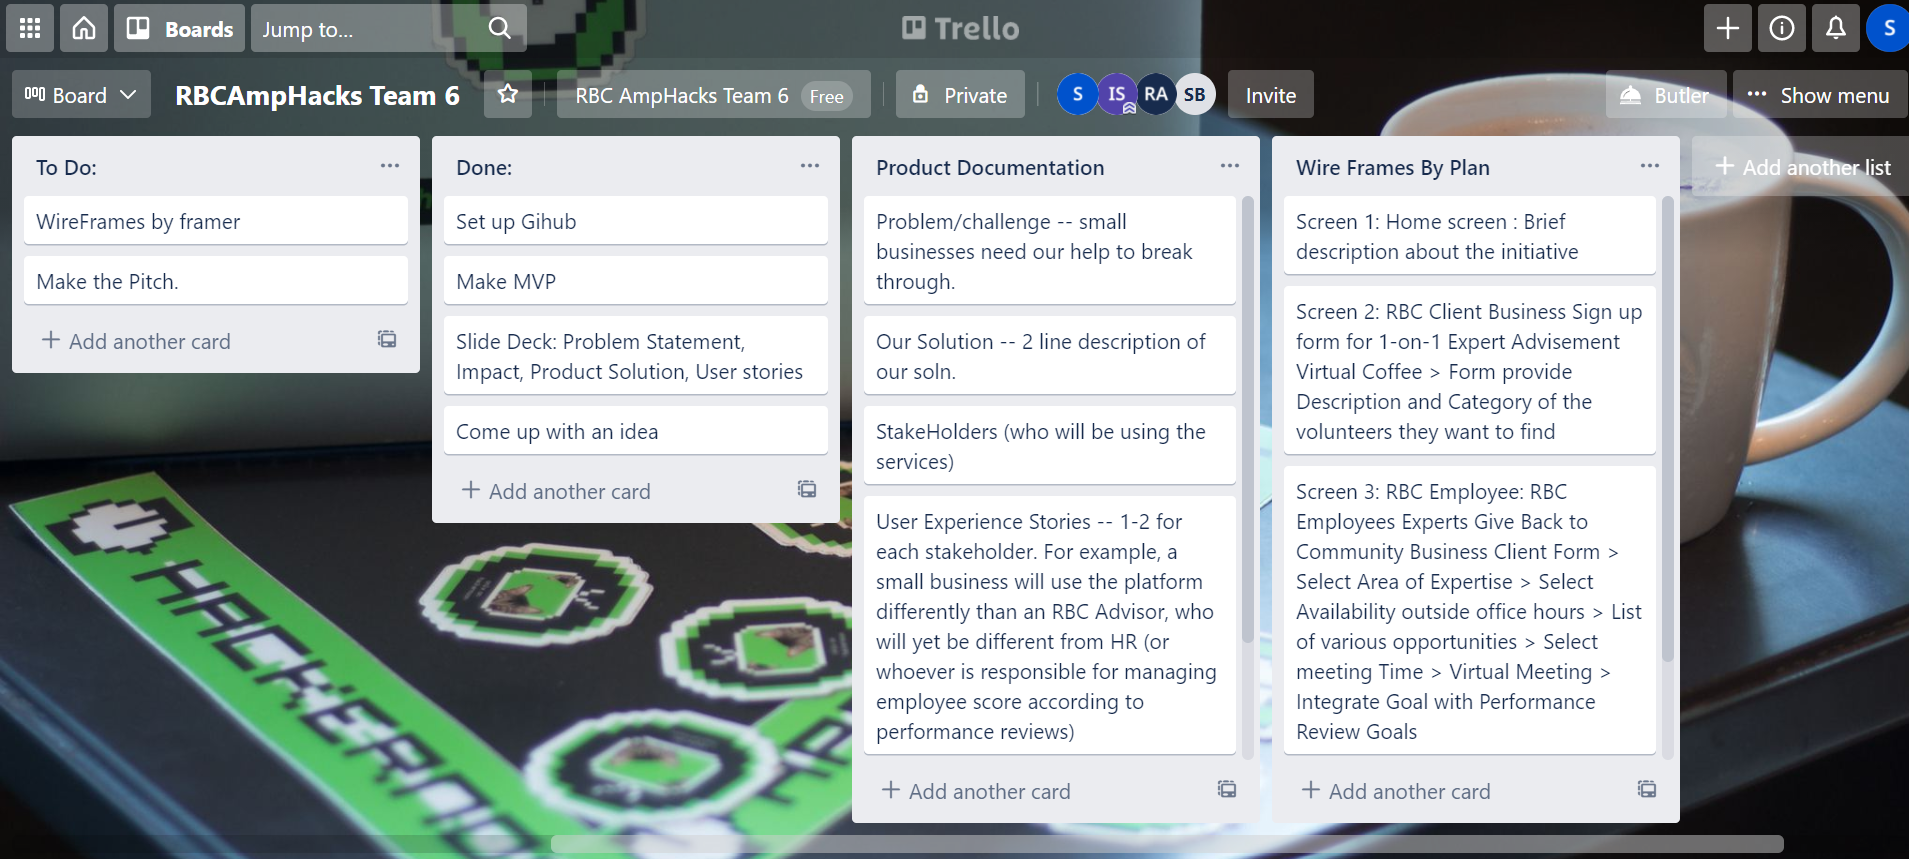 Boards
Jump to...
Trello
S
Board
RBCAmpHacks Team 6
RBC AmpHacks Team 6 Free
Private
S IS RA SB
Invite
Butler
Show menu
To Do:
WireFrames by framer
Make the Pitch.
Add another card
Done:
Set up Gihub
Make MVP
Slide Deck: Problem Statement,
Impact, Product Solution, User stories
Come up with an idea
Add another card
Product Documentation
Problem/challenge -- small
businesses need our help to break
through.
Our Solution -- 2 line description of
our soln.
StakeHolders (who will be using the
services)
User Experience Stories -- 1-2 for
each stakeholder. For example, a
small business will use the platform
differently than an RBC Advisor, who
will yet be different from HR (or
whoever is responsible for managing
employee score according to
performance reviews)
Add another card
Wire Frames By Plan
Screen 1: Home screen : Brief
description about the initiative
Screen 2: RBC Client Business Sign up
form for 1-on-1 Expert Advisement
Virtual Coffee > Form provide
Description and Category of the
volunteers they want to find
Screen 3: RBC Employee: RBC
Employees Experts Give Back to
Community Business Client Form >
Select Area of Expertise > Select
Availability outside office hours > List
of various opportunities > Select
meeting Time > Virtual Meeting >
Integrate Goal with Performance
Review Goals
Add another card
Add another list